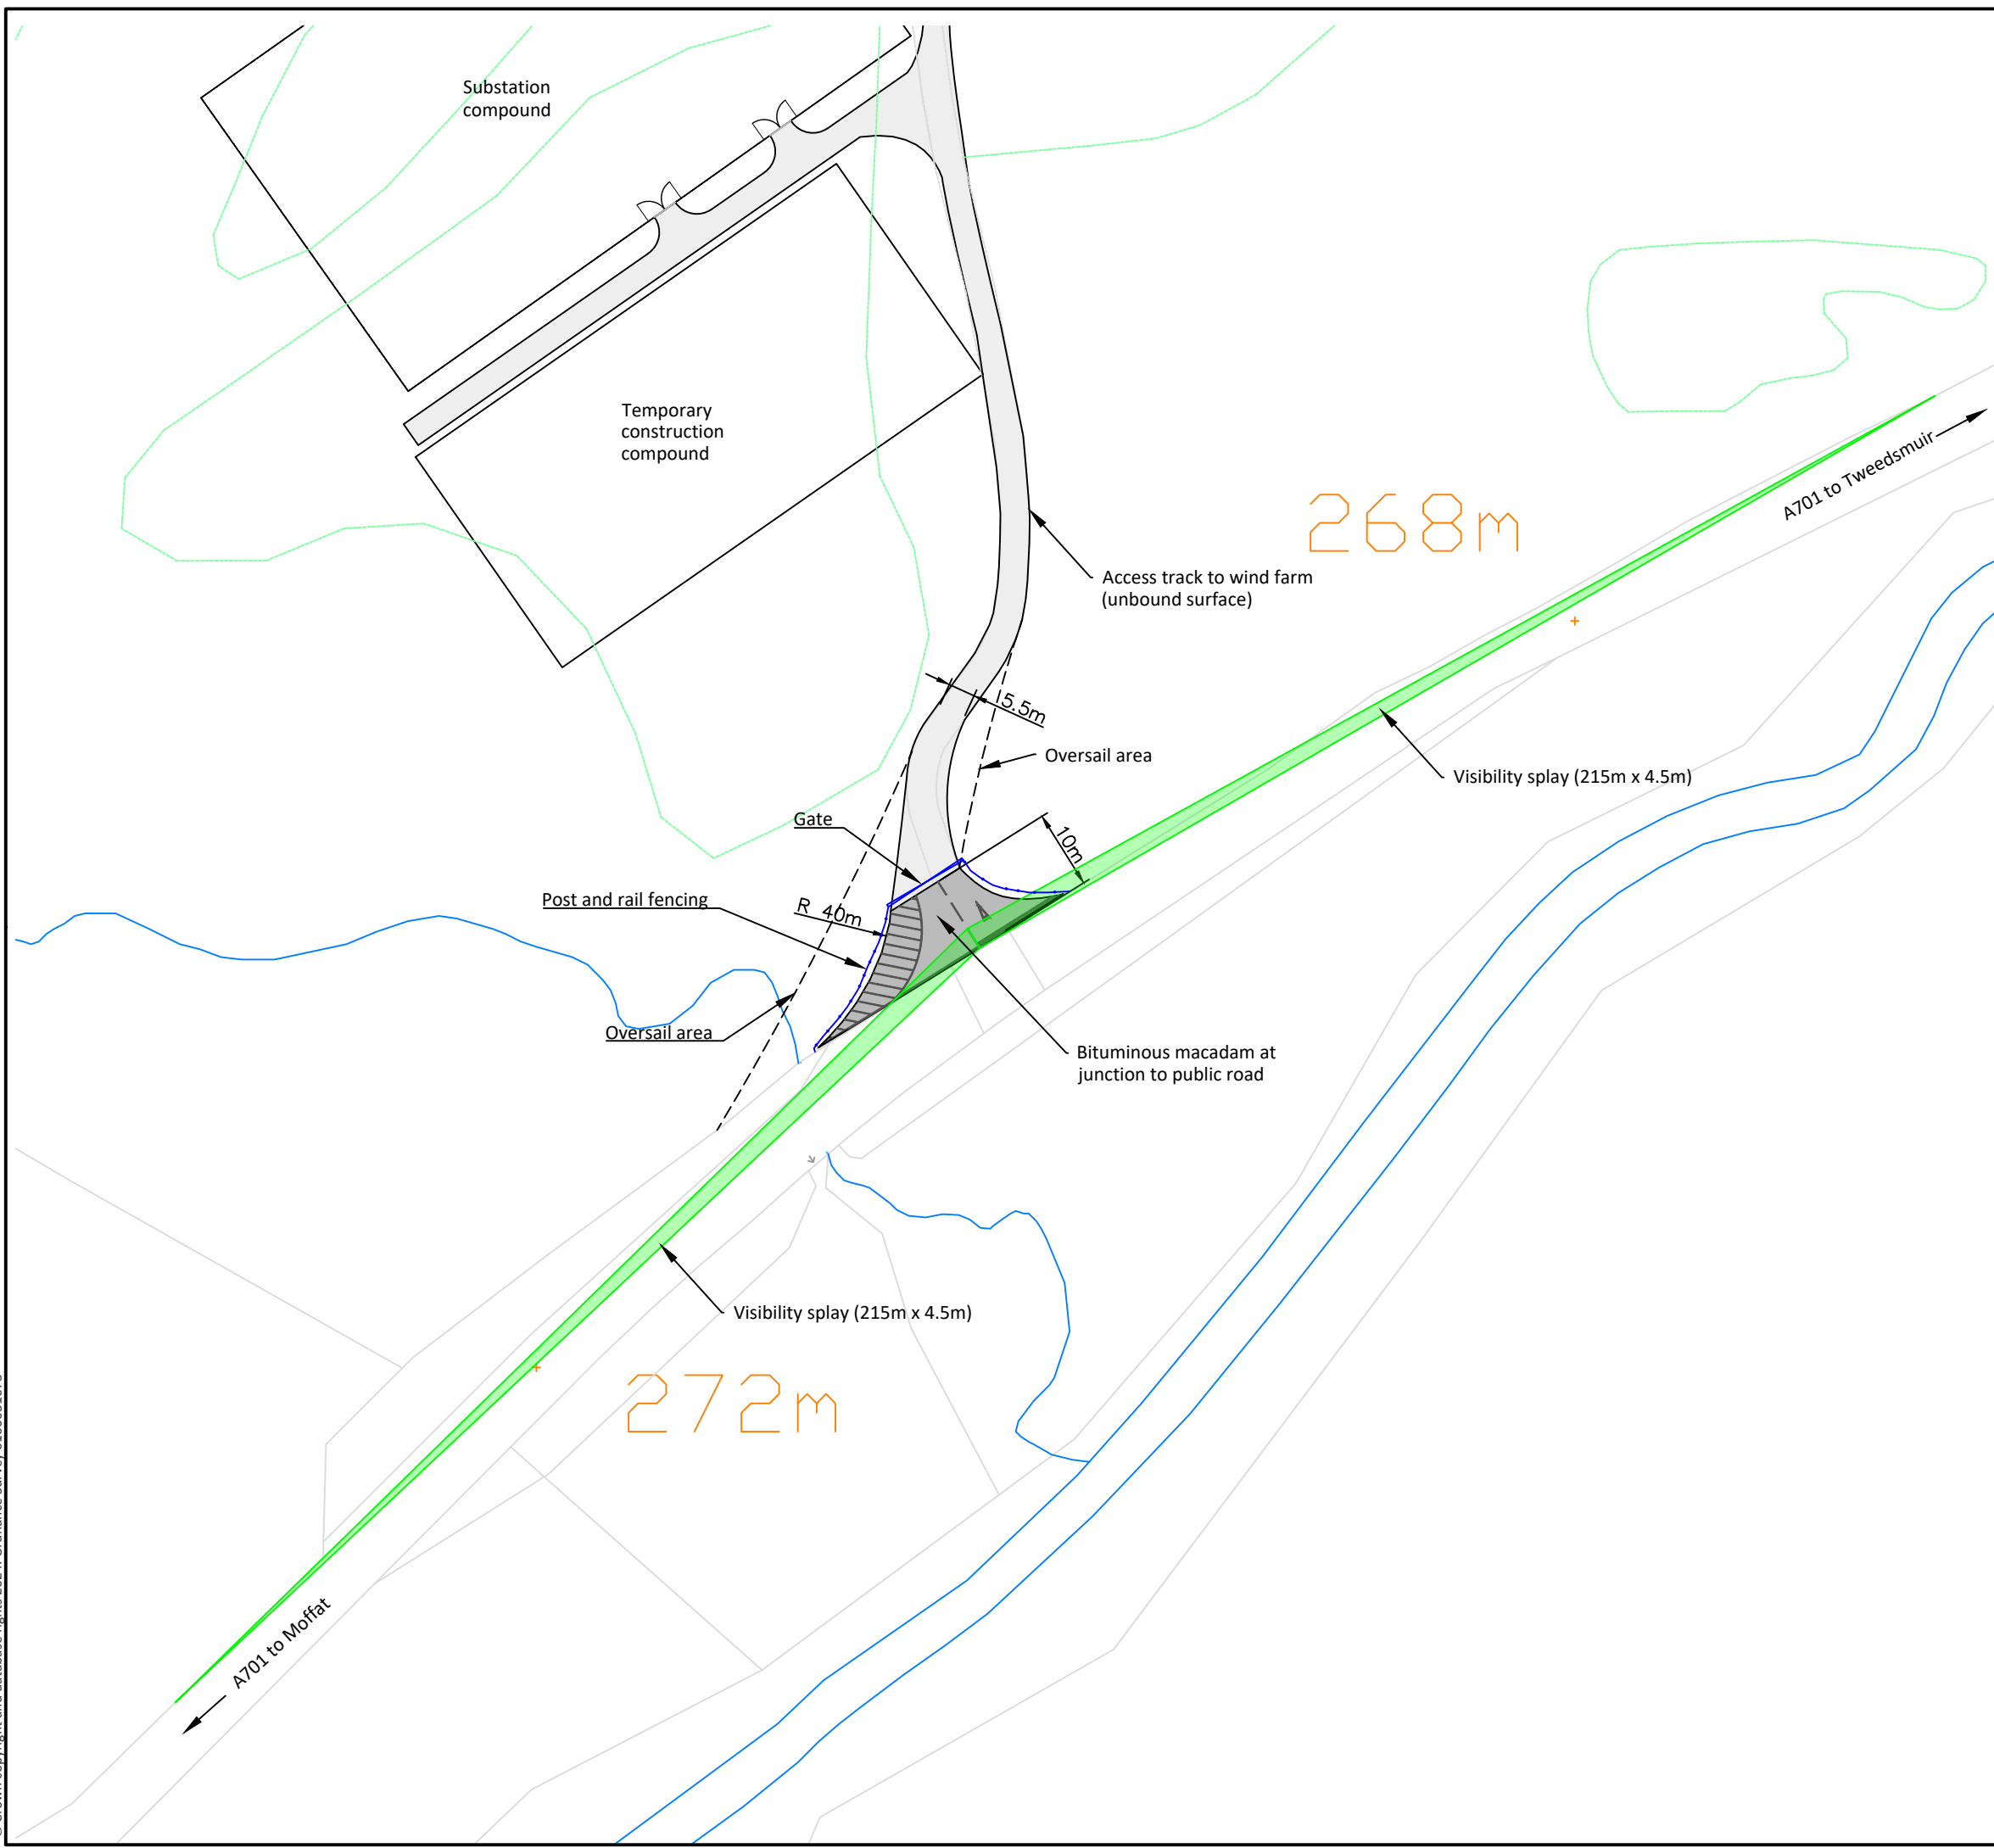 Substation
compound
Temporary
construction
compound
A701 to Tweedsmuir
268m
Access track to wind farm
(unbound surface)
5.5m
Oversail area
Visibility splay (215m x 4.5m)
Gate
10m
Post and rail fencing
R 40m
Oversail area
Bituminous macadam at
junction to public road
Visibility splay (215m x 4.5m)
272m
A701 to Moffat